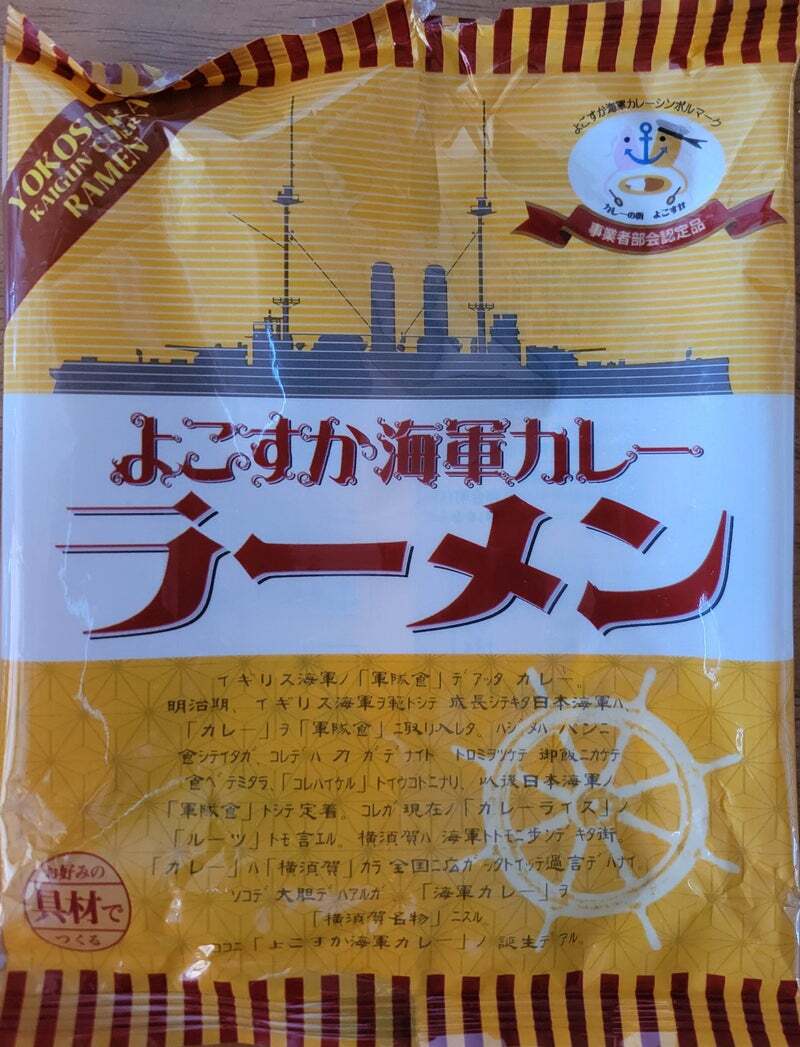 YOKOSUKA
KAIGUN CURRY
RAMEN
よこすか海軍カレーシンボルマーク
カレーの街 よこすか
事業者部会認定品
よこすか海軍カレー
ラーメン
イギリス海軍ノ「軍隊食」デアッタ カレー。
明治期、イギリス海軍ヲ範トシテ 成長シテキタ日本海軍ハ、
「カレー」ヲ「軍隊食」ニ取リ入レタ。ハジメハ パンニ
食シテイタガ、コレデハ 力 ガデナイト トロミヲツケテ 御飯ニカケテ
食ベテミタラ、「コレハイケル」トイウコトニナリ、以後日本海軍ノ
「軍隊食」トシテ定着。コレガ現在ノ「カレーライス」ノ
「ルーツ」トモ言エル。横須賀ハ 海軍トトモニ歩ンデキタ街。
「カレー」ハ「横須賀」カラ 全国ニ広ガッタトイッテ過言デハナイ。
ソコデ 大胆デハアルガ 「海軍カレー」ヲ
「横須賀名物」ニスル
ココニ「よこすか海軍カレー」ノ 誕生デアル。
お好みの
具材で
つくる